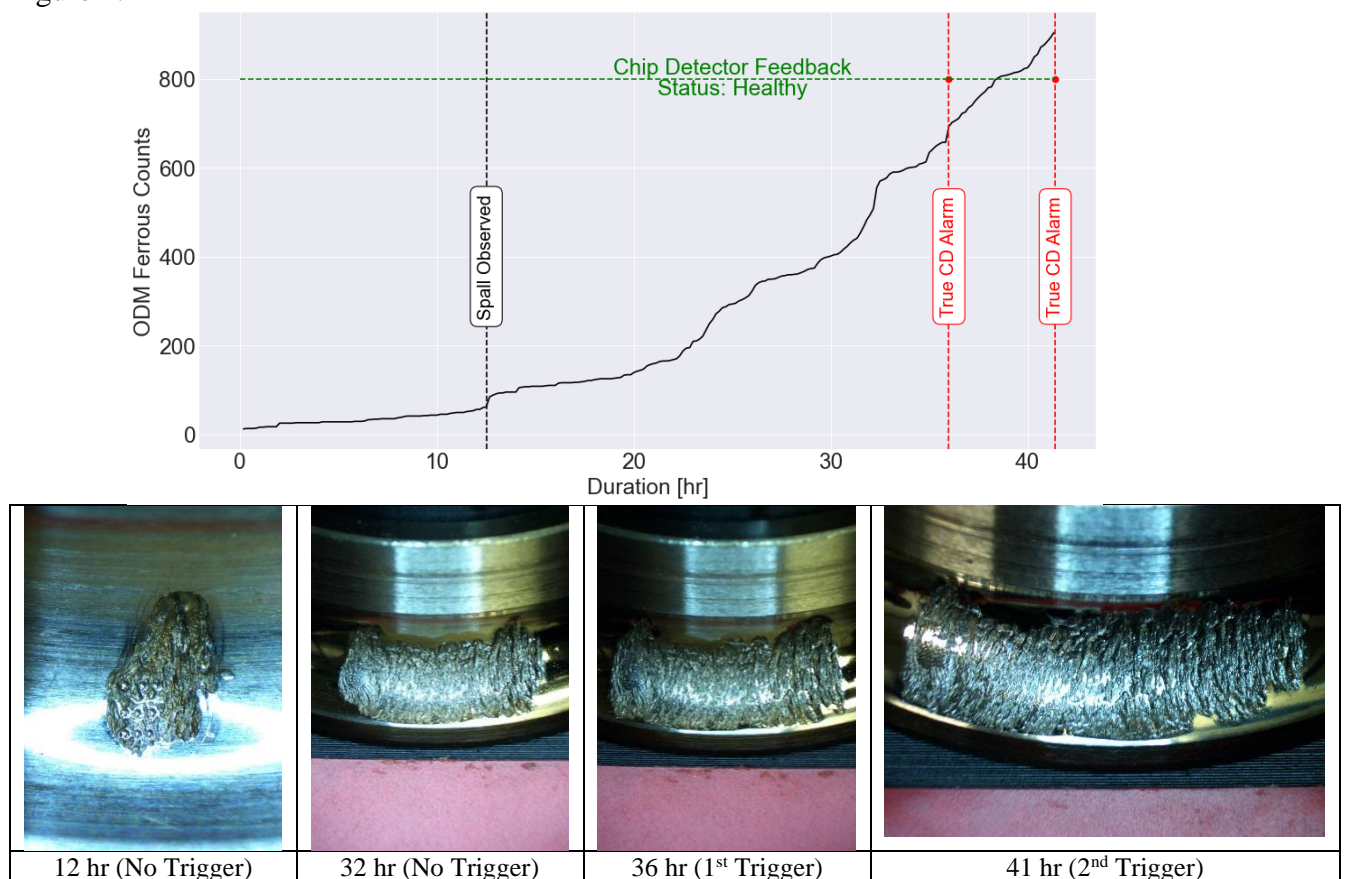 Chip Detector Feedback
Status: Healthy
800
600
400
200
0
ODM Ferrous Counts
Spall Observed
True CD Alarm
True CD Alarm
0
10
20
30
40
Duration [hr]
12 hr (No Trigger)
32 hr (No Trigger)
36 hr (1st Trigger)
41 hr (2nd Trigger)